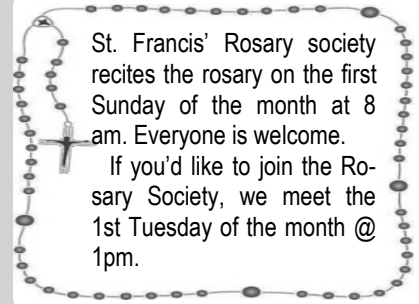 St. Francis' Rosary society
recites the rosary on the first
Sunday of the month at 8
am. Everyone is welcome.
If you'd like to join the Ro-
sary Society, we meet the
1st Tuesday of the month @
1pm.